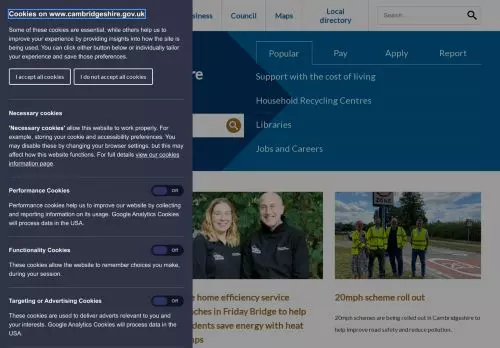 Cookies on www.cambridgeshire.gov.uk
Some of these cookies are essential, while others help us to
improve your experience by providing insights into how the site is
being used. You can click either button below or individually tailor
your experience and save those preferences.
I accept all cookies
I do not accept all cookies
Necessary cookies
'Necessary cookies' allow this website to work properly. For
example, storing your cookie and accessibility preferences. You
may disable these by changing your browser settings, but this may
affect how this website functions. For full details view our cookies
information page.
Performance Cookies
Off
Performance cookies help us to improve our website by collecting
and reporting information on its usage. Google Analytics Cookies
will process data in the USA.
Functionality Cookies
Off
These cookies allow the website to remember choices you make,
during your session.
Targeting or Advertising Cookies
Off
These cookies are used to deliver adverts relevant to you and
your interests. Google Analytics Cookies will process data in the
USA.
siness
Council
Maps
Local
directory
Search...
re
Popular
Pay
Apply
Report
Support with the cost of living
Household Recycling Centres
Libraries
Jobs and Careers
e home efficiency service
nches in Friday Bridge to help
dents save energy with heat
mps
ZONE
20mph scheme roll out
20mph schemes are being rolled out in Cambridgeshire to
help improve road safety and reduce pollution.